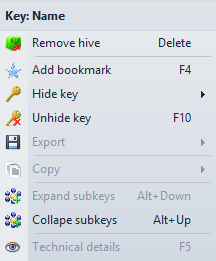 Key: Name
Remove hive Delete
Add bookmark F4
Hide key
Unhide key F10
Export
Copy
Expand subkeys Alt+Down
Collape subkeys Alt+Up
Technical details F5